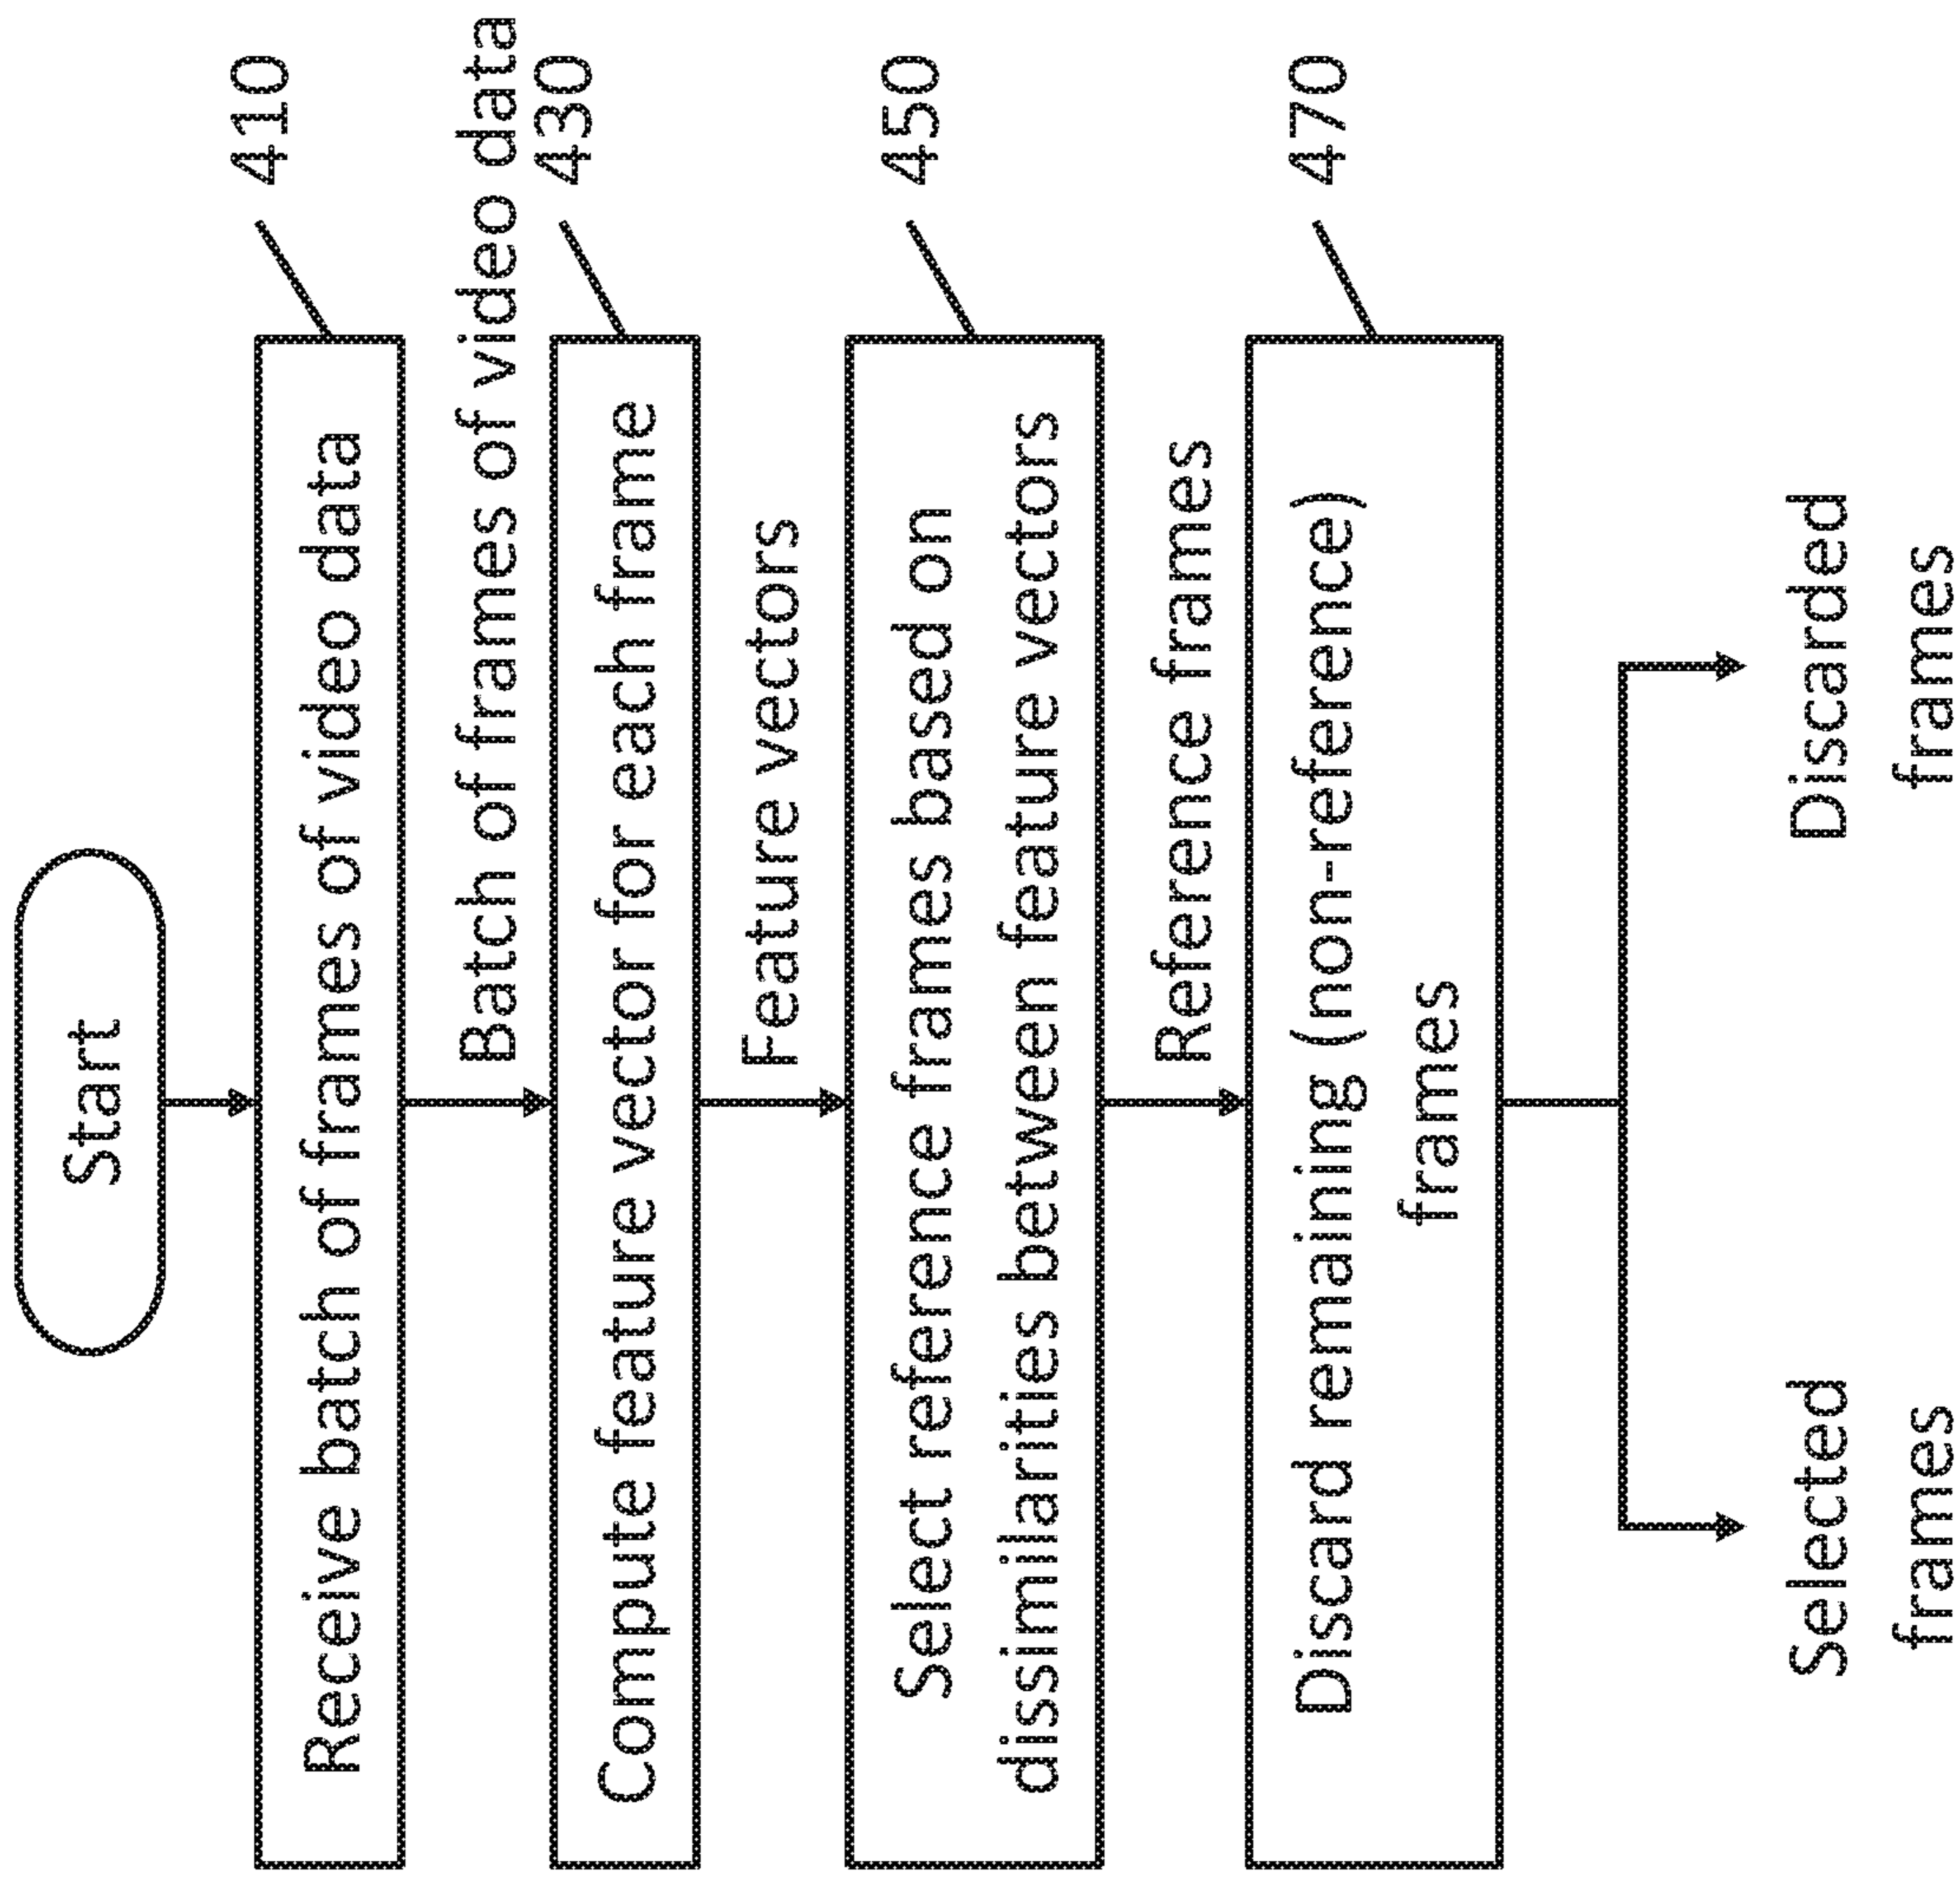 Start
410
Receive batch of frames of video data
Batch of frames of video data
430
Compute feature vector for each frame
Feature vectors
450
Select reference frames based on
dissimilarities between feature vectors
Reference frames
470
Discard remaining (non-reference)
frames
Selected
frames
Discarded
frames